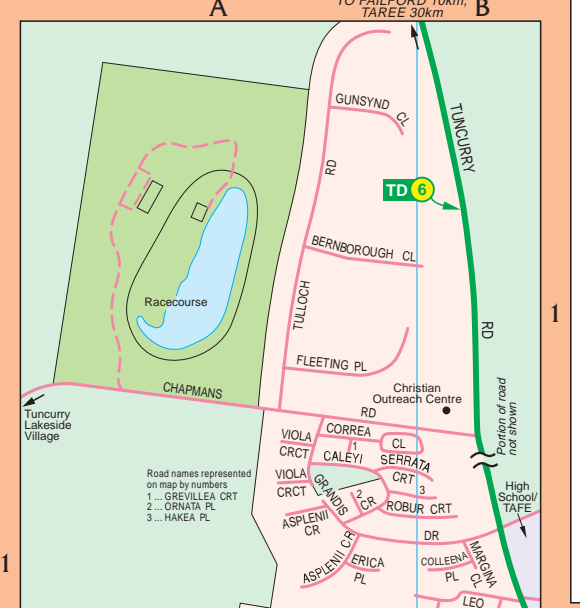 A
TO FAILFORD 10km,
TAREE 30km
B
GUNSYND CL
TUNCURRY
RD
TD 6
BERNBOROUGH CL
TULLOCH
Racecourse
1
RD
FLEETING PL
CHAPMANS
Christian
Outreach Centre
Portion of road
not shown
Tuncurry
Lakeside
Village
RD
VIOLA
CRCT
CORREA
CL
1
CALEYI
SERRATA
CRT
Road names represented
on map by numbers
1 ... GREVILLEA CRT
2 ... ORNATA PL
3 ... HAKEA PL
VIOLA
CRCT
GRANDIS
2
CR
3
ROBUR CRT
High
School/
TAFE
ASPLENII
CR
DR
1
ASPLENII CR
ERICA
PL
COLLEENA
PL
MARGINA
CL
LEO